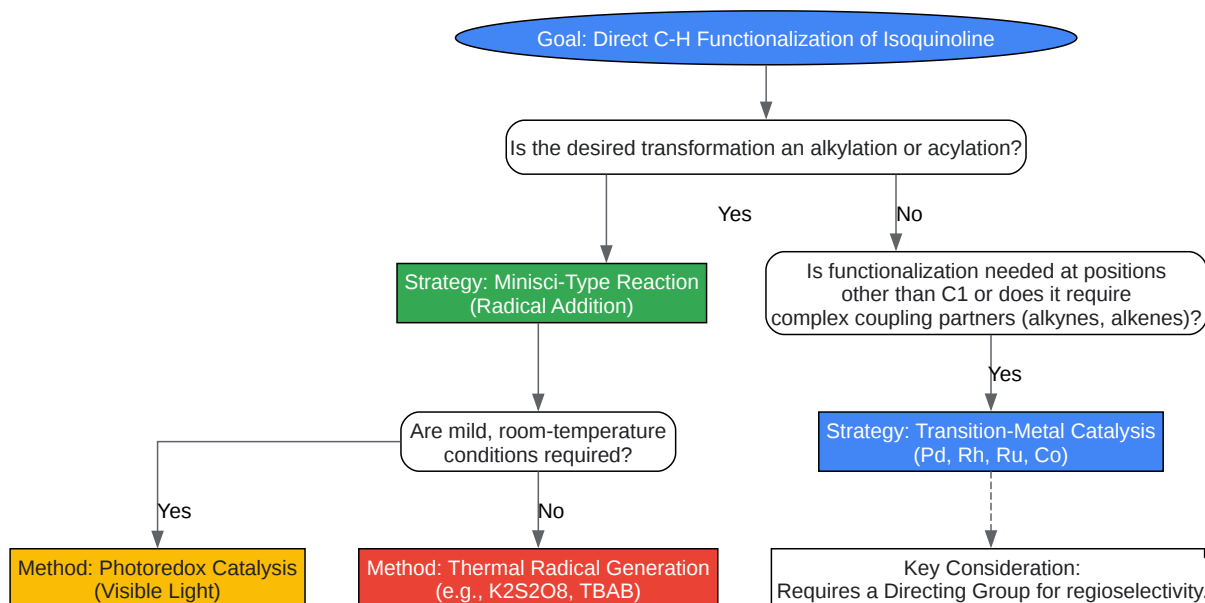 Goal: Direct C-H Functionalization of Isoquinoline
Is the desired transformation an alkylation or acylation?
Yes
No
Strategy: Minisci-Type Reaction
(Radical Addition)
Is functionalization needed at positions
other than C1 or does it require
complex coupling partners (alkynes, alkenes)?
Yes
Are mild, room-temperature
conditions required?
Strategy: Transition-Metal Catalysis
(Pd, Rh, Ru, Co)
Yes
No
Method: Photoredox Catalysis
(Visible Light)
Method: Thermal Radical Generation
(e.g., K2S2O8, TBAB)
Key Consideration:
Requires a Directing Group for regioselectivity.